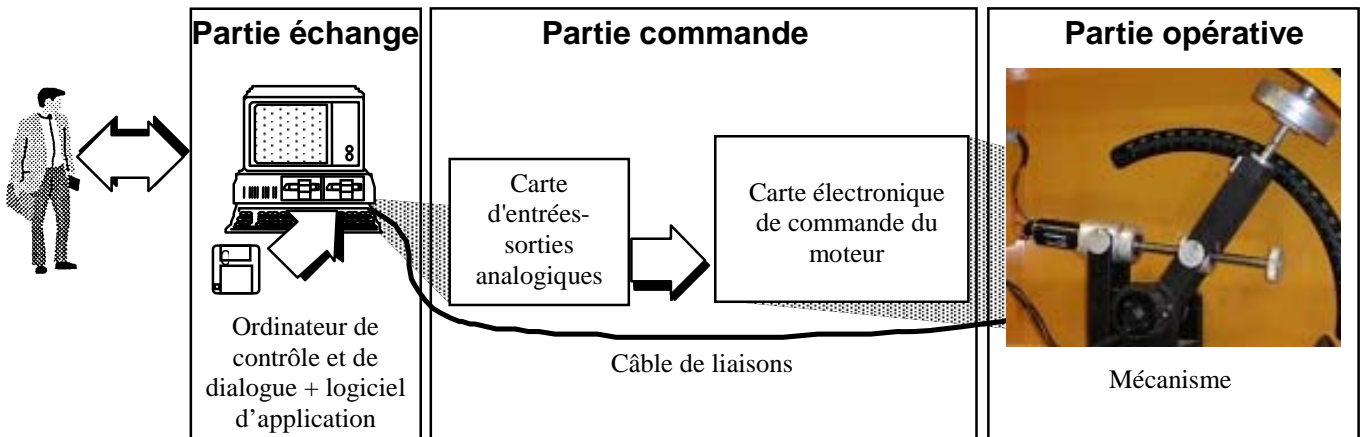 Partie échange
Ordinateur de
contrôle et de
dialogue + logiciel
d'application
Partie commande
Carte
d'entrées-
sorties
analogiques
Carte électronique
de commande du
moteur
Câble de liaisons
Partie opérative
Mécanisme